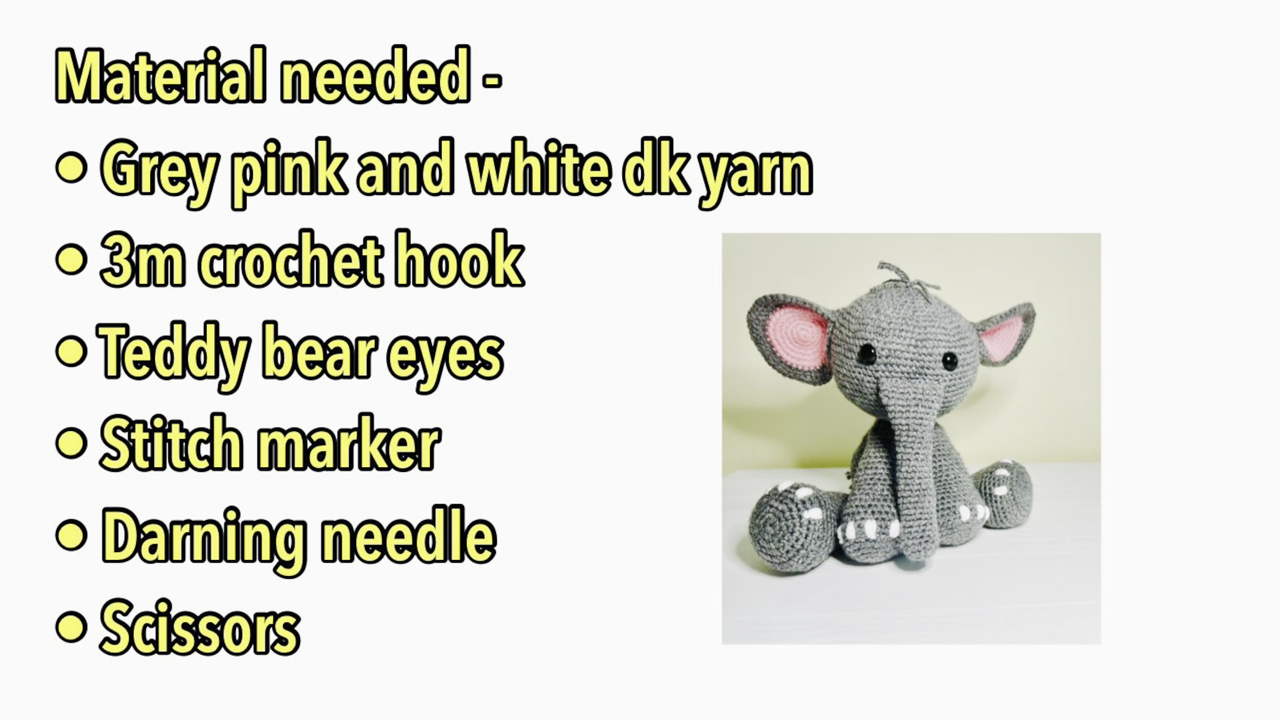 Material needed -
• Grey pink and white dk yarn
• 3m crochet hook
• Teddy bear eyes
• Stitch marker
• Darning needle
• Scissors